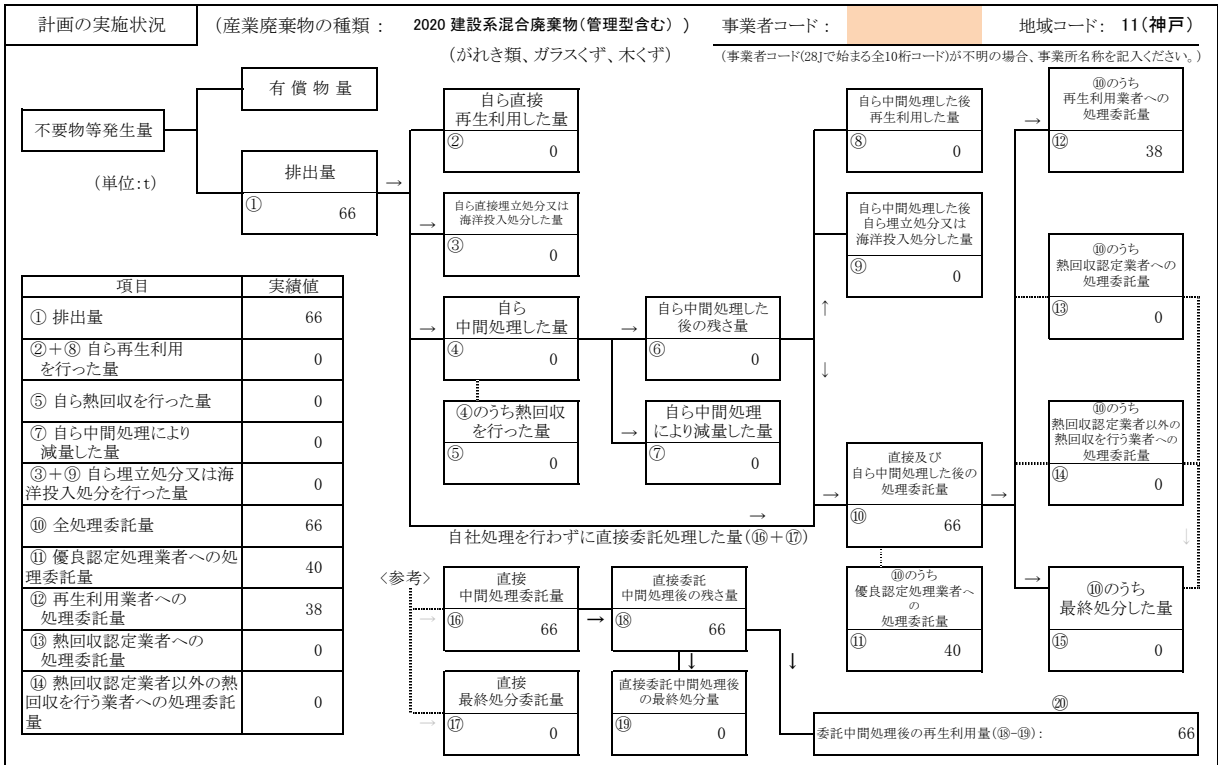 計画の実施状況 (産業廃棄物の種類： 2020 建設系混合廃棄物(管理型含む) ) 事業者コード： 地域コード： 11(神戸)
(がれき類、ガラスくず、木くず) (事業者コード(28Jで始まる全10桁コード)が不明の場合、事業所名称を記入ください。)
不要物等発生量
(単位:t)
有償物量
排出量
① 66
→
自ら直接
再生利用した量
② 0
→
自ら直接埋立処分又は
海洋投入処分した量
③ 0
→
自ら
中間処理した量
④ 0
④のうち熱回収
を行った量
⑤ 0
→
自ら中間処理した
後の残さ量
⑥ 0
→
自ら中間処理
により減量した量
⑦ 0
自ら中間処理した後
再生利用した量
⑧ 0
自ら中間処理した後
自ら埋立処分又は
海洋投入処分した量
⑨ 0
↑
↓
→
直接及び
自ら中間処理した後の
処理委託量
⑩ 66
→
⑩のうち
優良認定処理業者へ
の
処理委託量
⑪ 40
→
⑩のうち
再生利用業者への
処理委託量
⑫ 38
⑩のうち
熱回収認定業者への
処理委託量
⑬ 0
⑩のうち
熱回収認定業者以外の
熱回収を行う業者への
処理委託量
⑭ 0
↓
→
⑩のうち
最終処分した量
⑮ 0
→
自社処理を行わずに直接委託処理した量(⑯+⑰)
〈参考〉
→
直接
中間処理委託量
⑯ 66
→
直接
最終処分委託量
⑰ 0
→
直接委託
中間処理後の残さ量
⑱ 66
↓
直接委託中間処理後
の最終処分量
⑲ 0
↓
⑳
委託中間処理後の再生利用量(⑱-⑲)： 66
項目 実績値
① 排出量 66
②+⑧ 自ら再生利用
を行った量 0
⑤ 自ら熱回収を行った量 0
⑦ 自ら中間処理により
減量した量 0
③+⑨ 自ら埋立処分又は海
洋投入処分を行った量 0
⑩ 全処理委託量 66
⑪ 優良認定処理業者への処
理委託量 40
⑫ 再生利用業者への
処理委託量 38
⑬ 熱回収認定業者への
処理委託量 0
⑭ 熱回収認定業者以外の熱
回収を行う業者への処理委託
量 0